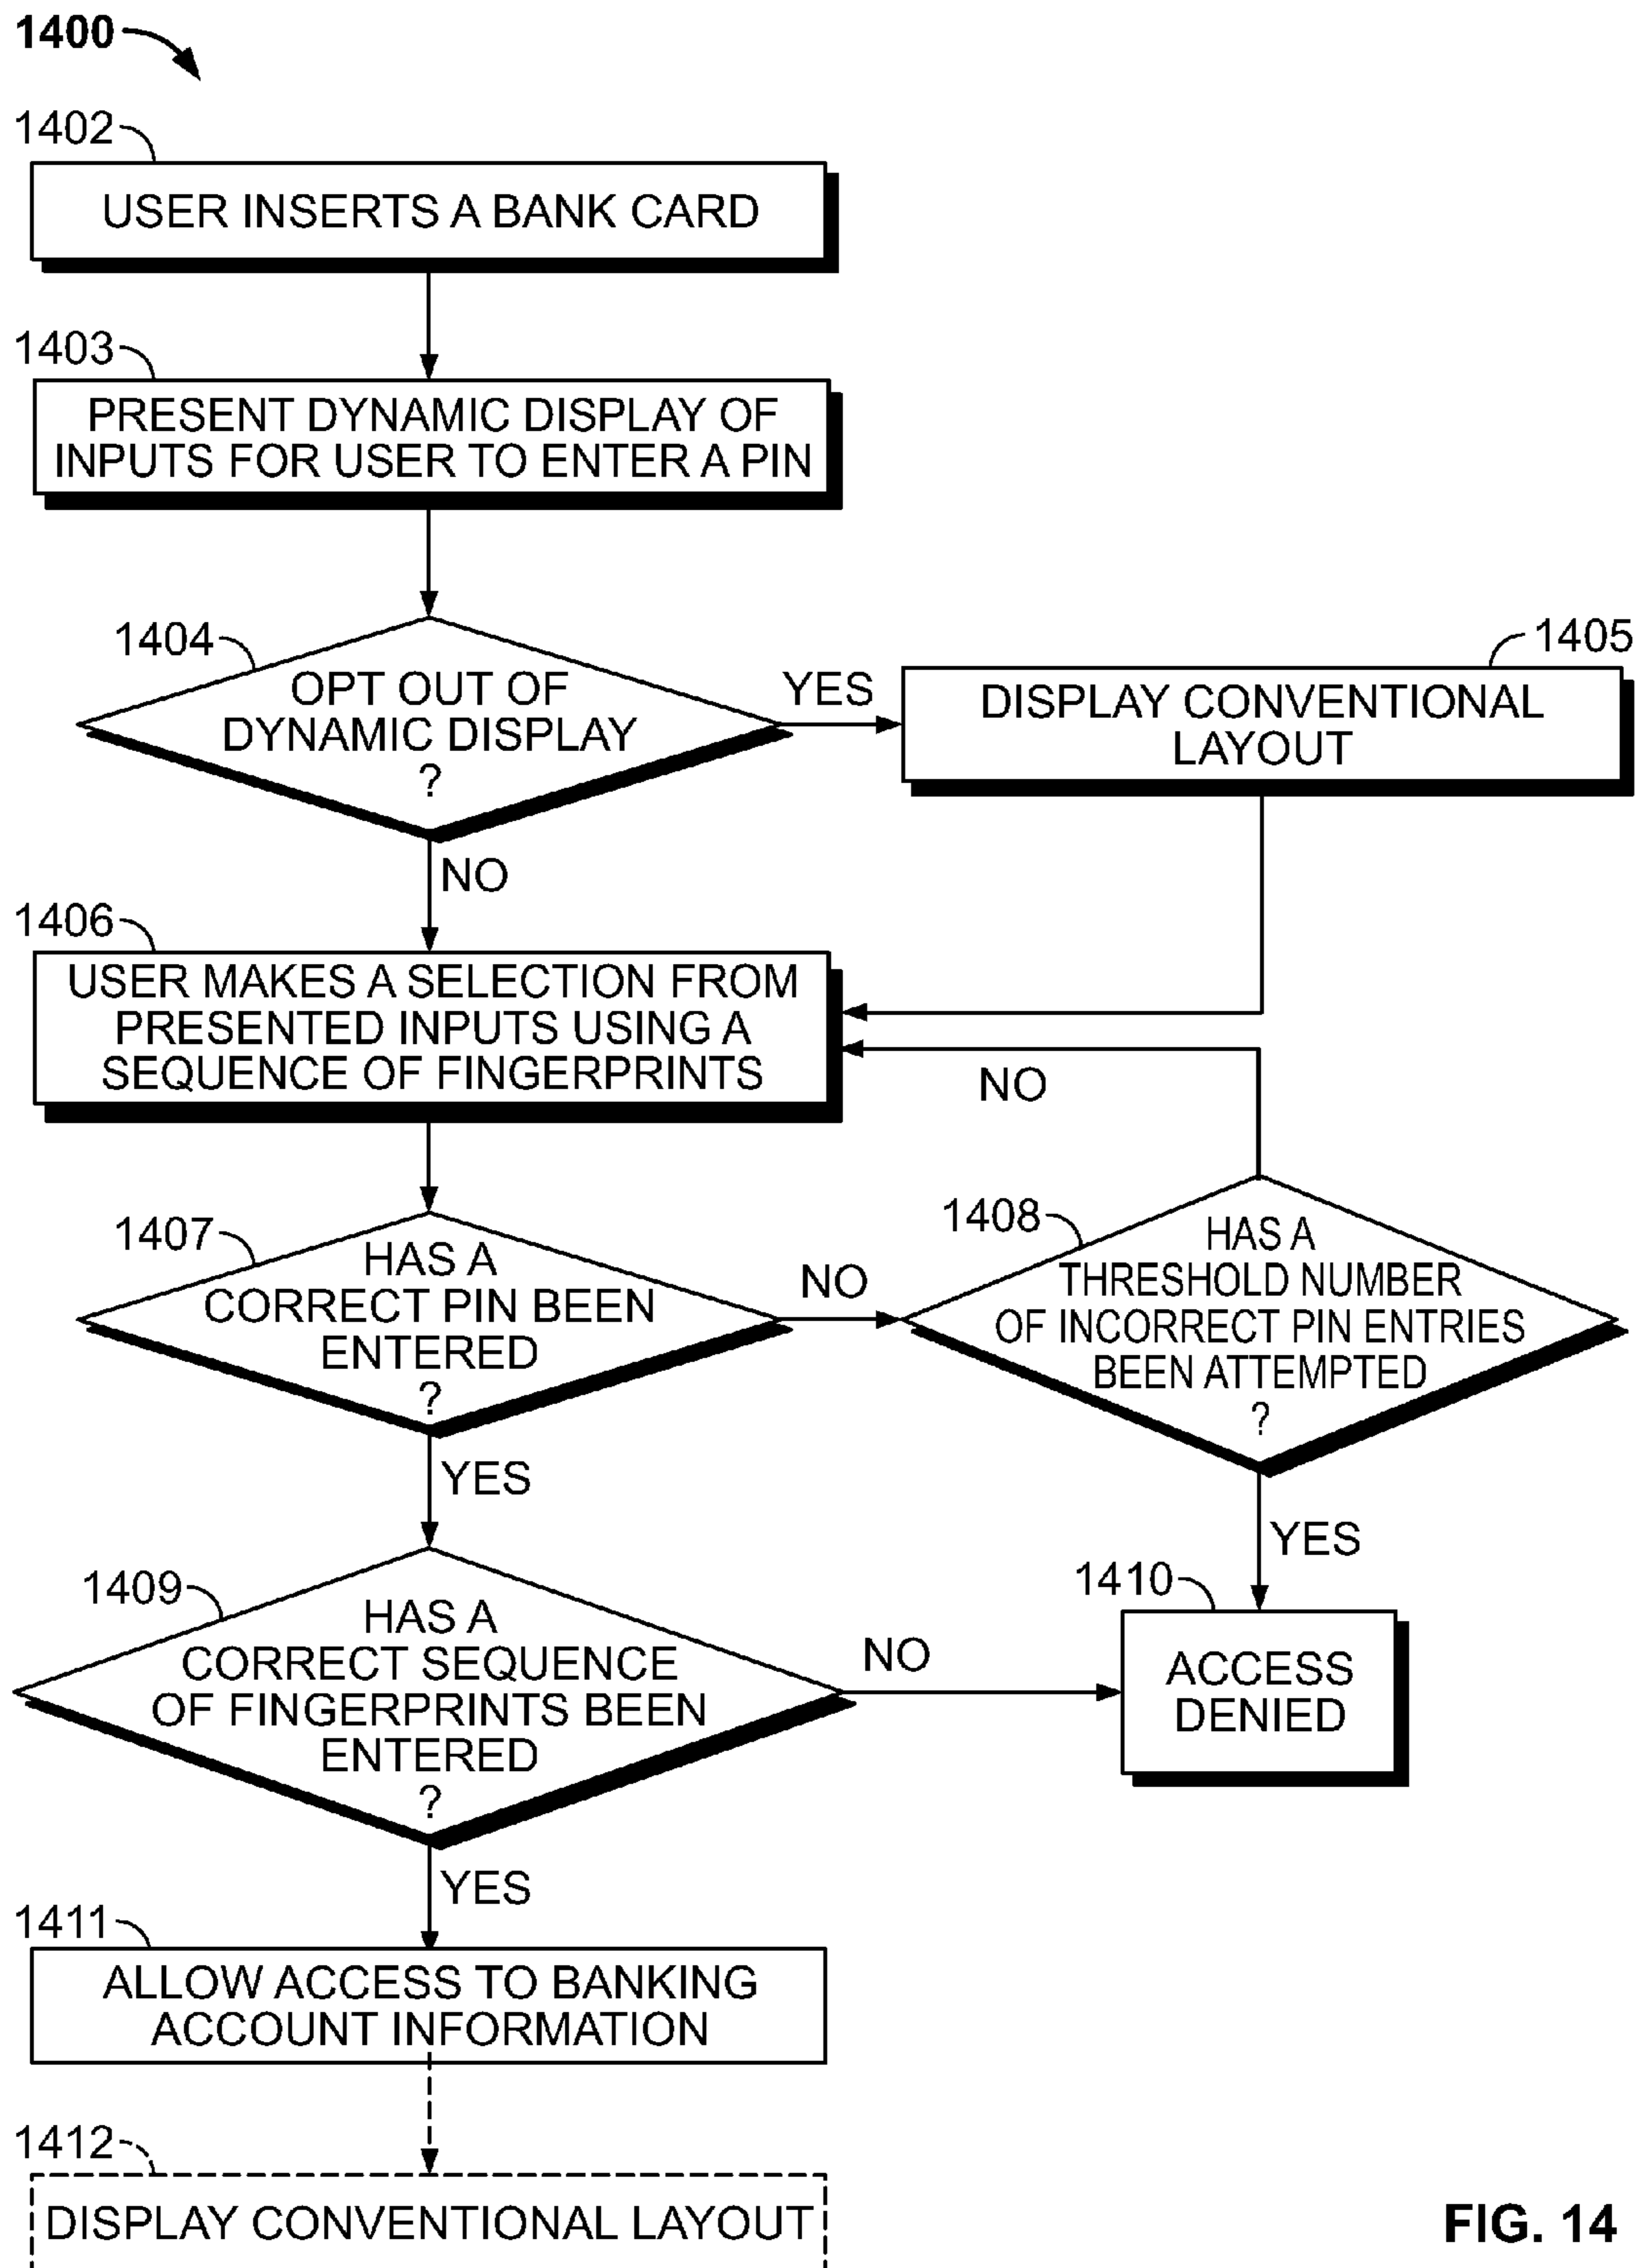 1400
1402
USER INSERTS A BANK CARD
1403
PRESENT DYNAMIC DISPLAY OF
INPUTS FOR USER TO ENTER A PIN
1404
OPT OUT OF
DYNAMIC DISPLAY
?
YES
1405
DISPLAY CONVENTIONAL
LAYOUT
NO
1406
USER MAKES A SELECTION FROM
PRESENTED INPUTS USING A
SEQUENCE OF FINGERPRINTS
NO
1407
HAS A
CORRECT PIN BEEN
ENTERED
?
NO
1408
HAS A
THRESHOLD NUMBER
OF INCORRECT PIN ENTRIES
BEEN ATTEMPTED
?
YES
YES
1409
HAS A
CORRECT SEQUENCE
OF FINGERPRINTS BEEN
ENTERED
?
NO
1410
ACCESS
DENIED
YES
1411
ALLOW ACCESS TO BANKING
ACCOUNT INFORMATION
1412
DISPLAY CONVENTIONAL LAYOUT
FIG. 14